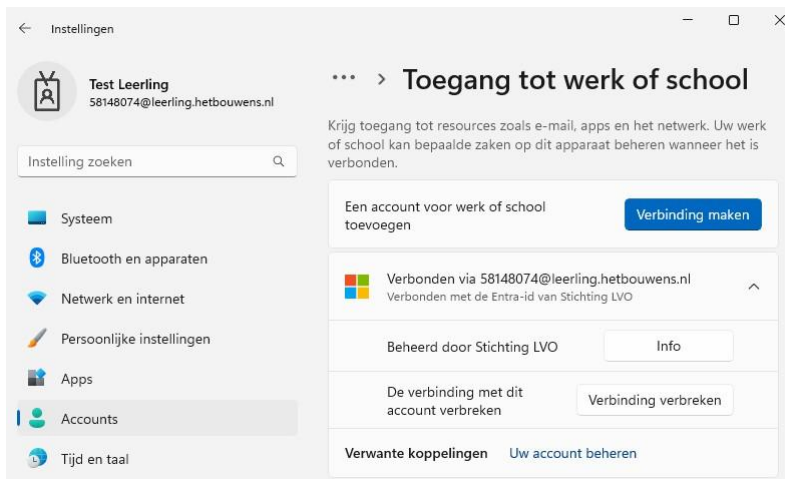 Instellingen
Test Leerling
58148074@leerling.hetbouwens.nl
Instelling zoeken
Systeem
Bluetooth en apparaten
Netwerk en internet
Persoonlijke instellingen
Apps
Accounts
Tijd en taal
Toegang tot werk of school
Krijg toegang tot resources zoals e-mail, apps en het netwerk. Uw werk
of school kan bepaalde zaken op dit apparaat beheren wanneer het is
verbonden.
Een account voor werk of school
toevoegen
Verbinding maken
Verbonden via 58148074@leerling.hetbouwens.nl
Verbonden met de Entra-id van Stichting LVO
Beheerd door Stichting LVO
Info
De verbinding met dit
account verbreken
Verbinding verbreken
Verwante koppelingen Uw account beheren